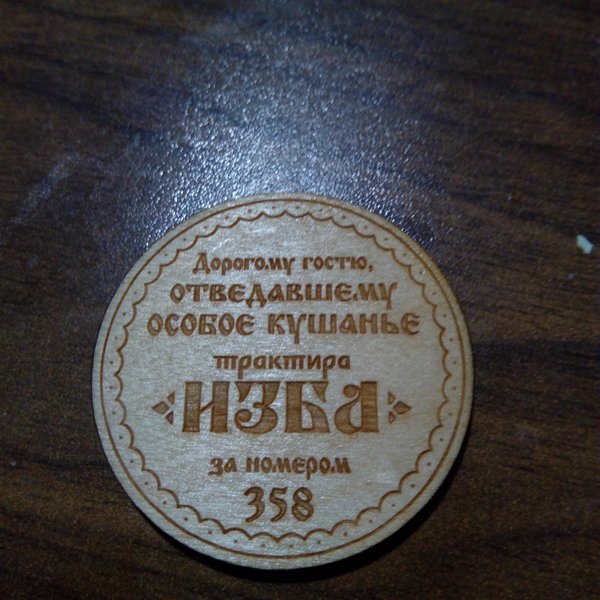 Дорогому гостю,
ОТВЕДАВШЕМУ
ОСОБОЕ КУШАНЬЕ
трактира
ИЗБА
за номером
358